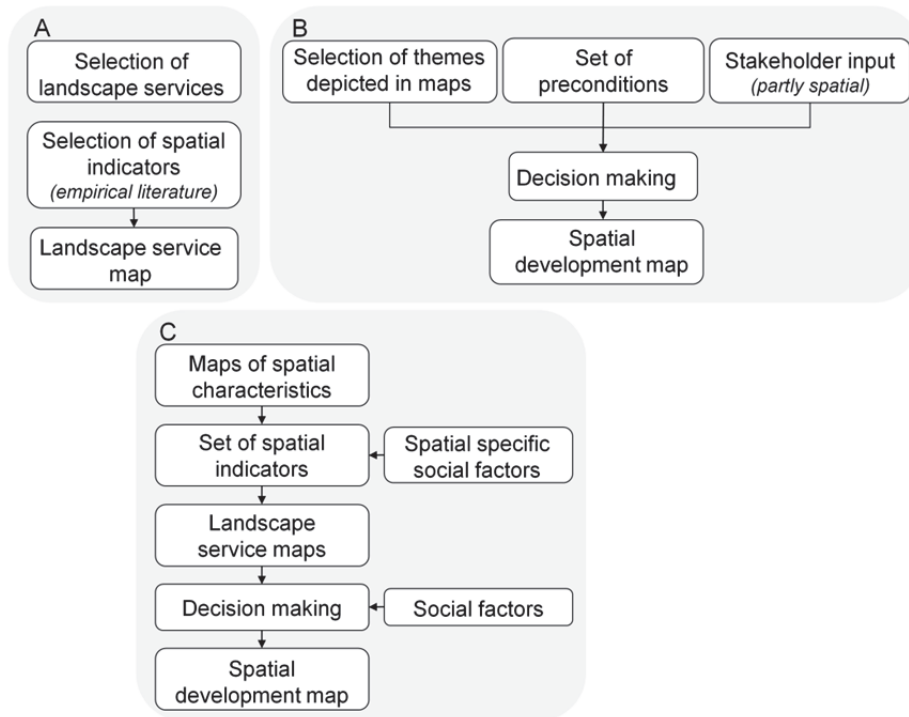 A
Selection of
landscape services
Selection of spatial
indicators
(empirical literature)
Landscape service
map
B
Selection of themes
depicted in maps
Set of
preconditions
Stakeholder input
(partly spatial)
Decision making
Spatial
development map
C
Maps of spatial
characteristics
Set of spatial
indicators
Spatial specific
social factors
Landscape
service maps
Decision making
Social factors
Spatial
development map